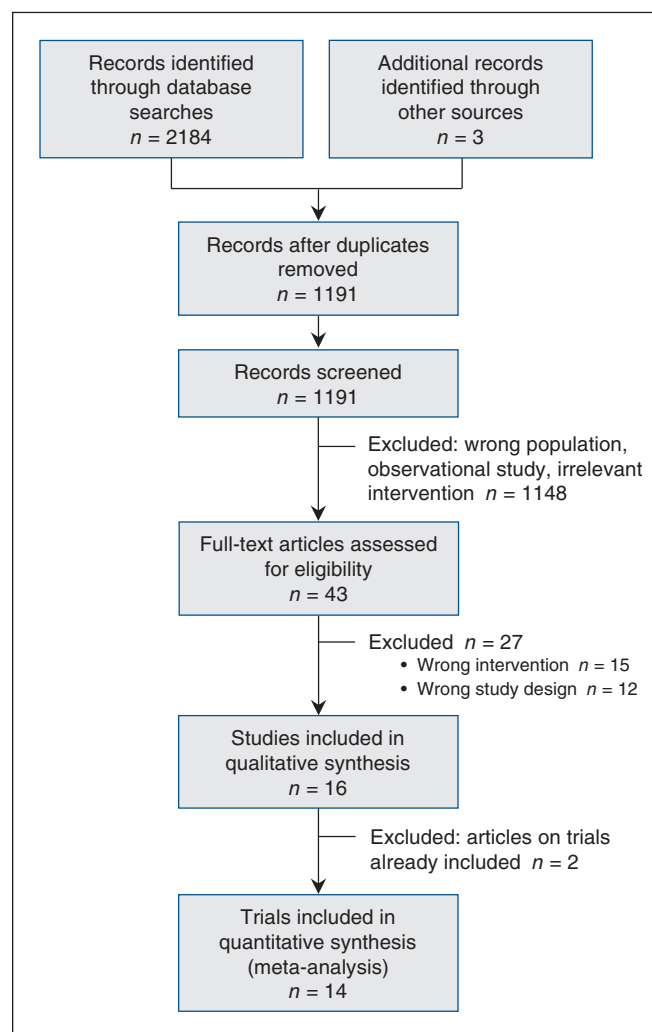 Records identified
through database
searches
n = 2184
Additional records
identified through
other sources
n = 3
Records after duplicates
removed
n = 1191
Records screened
n = 1191
Excluded: wrong population,
observational study, irrelevant
intervention n = 1148
Full-text articles assessed
for eligibility
n = 43
Excluded n = 27
• Wrong intervention n = 15
• Wrong study design n = 12
Studies included in
qualitative synthesis
n = 16
Excluded: articles on trials
already included n = 2
Trials included in
quantitative synthesis
(meta-analysis)
n = 14